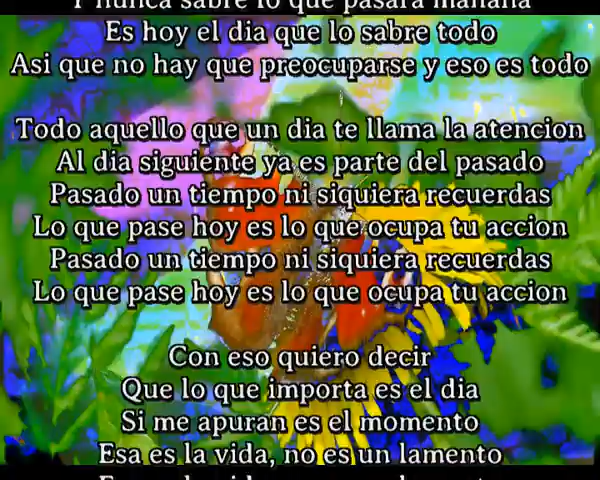 Y nunca sabre lo que pasara mañana
Es hoy el dia que lo sabre todo
Asi que no hay que preocuparse y eso es todo
Todo aquello que un dia te llama la atencion
Al dia siguiente ya es parte del pasado
Pasado un tiempo ni siquiera recuerdas
Lo que pase hoy es lo que ocupa tu accion
Pasado un tiempo ni siquiera recuerdas
Lo que pase hoy es lo que ocupa tu accion
Con eso quiero decir
Que lo que importa es el dia
Si me apuran es el momento
Esa es la vida, no es un lamento